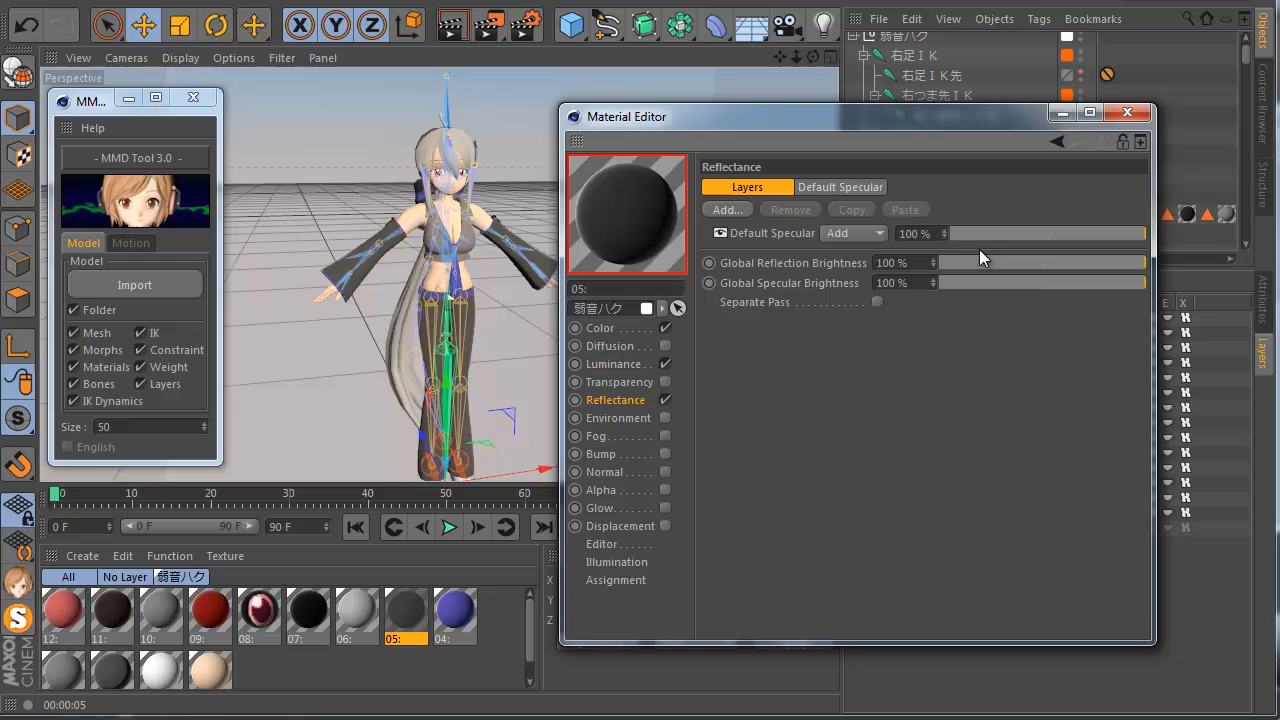 File Edit View Objects Tags Bookmarks
弱音ハク
右足ＩＫ
右足ＩＫ先
右つま先ＩＫ
Objects
Content Browser
Structure
Attributes
Layers
View Cameras Display Options Filter Panel
Perspective
MM...
Help
- MMD Tool 3.0 -
Model Motion
Model
Import
Folder
Mesh IK
Morphs Constraint
Materials Weight
Bones Layers
IK Dynamics
Size : 50
English
Material Editor
Reflectance
Layers Default Specular
Add... Remove Copy Paste
Default Specular Add 100 %
Global Reflection Brightness 100 %
Global Specular Brightness 100 %
Separate Pass . . . . . . . . . . . .
05:
弱音ハク
Color . . . . . .
Diffusion . . . .
Luminance . .
Transparency
Reflectance
Environment
Fog. . . . . . . .
Bump . . . . . .
Normal . . . . .
Alpha . . . . . .
Glow. . . . . . .
Displacement
Editor . . . . . .
Illumination
Assignment
E X
0 10 20 30 40 50 60
0 F 0 F 90 F 90 F
Create Edit Function Texture
All No Layer 弱音ハク
12: 11: 10: 09: 08: 07: 06: 05: 04:
X
Y
Z
MAXON
CINEM
00:00:05